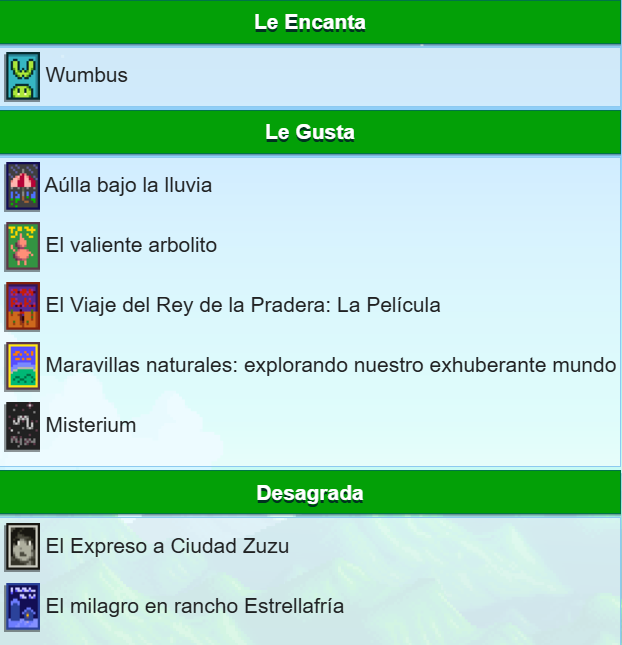 Le Encanta
Wumbus
Le Gusta
Aúlla bajo la lluvia
El valiente arbolito
El Viaje del Rey de la Pradera: La Película
Maravillas naturales: explorando nuestro exhuberante mundo
Misterium
Desagrada
El Expreso a Ciudad Zuzu
El milagro en rancho Estrellafría